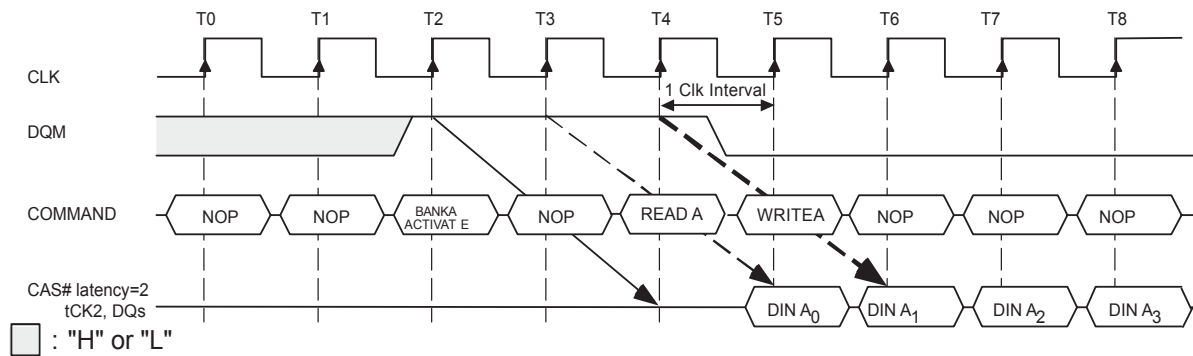 T0 T1 T2 T3 T4 T5 T6 T7 T8
CLK
1 Clk Interval
DQM
COMMAND NOP NOP BANKA ACTIVAT E NOP READ A WRITEA NOP NOP NOP
CAS# latency=2
tCK2, DQs
DIN A0 DIN A1 DIN A2 DIN A3
: "H" or "L"